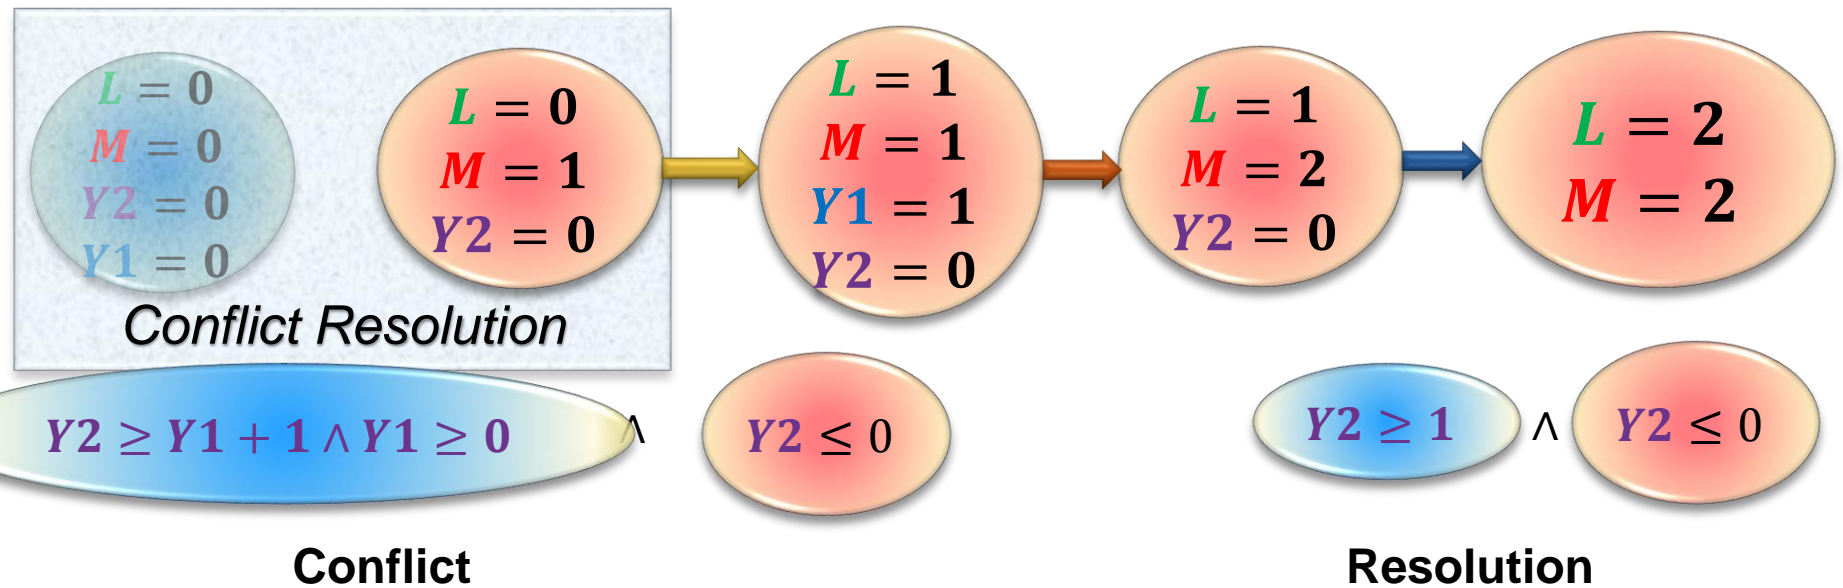 L = 0
M = 0
Y2 = 0
Y1 = 0
L = 0
M = 1
Y2 = 0
Conflict Resolution
L = 1
M = 1
Y1 = 1
Y2 = 0
L = 1
M = 2
Y2 = 0
L = 2
M = 2
Y2 ≥ Y1 + 1 ∧ Y1 ≥ 0 ∧ Y2 ≤ 0
Y2 ≥ 1 ∧ Y2 ≤ 0
Conflict
Resolution